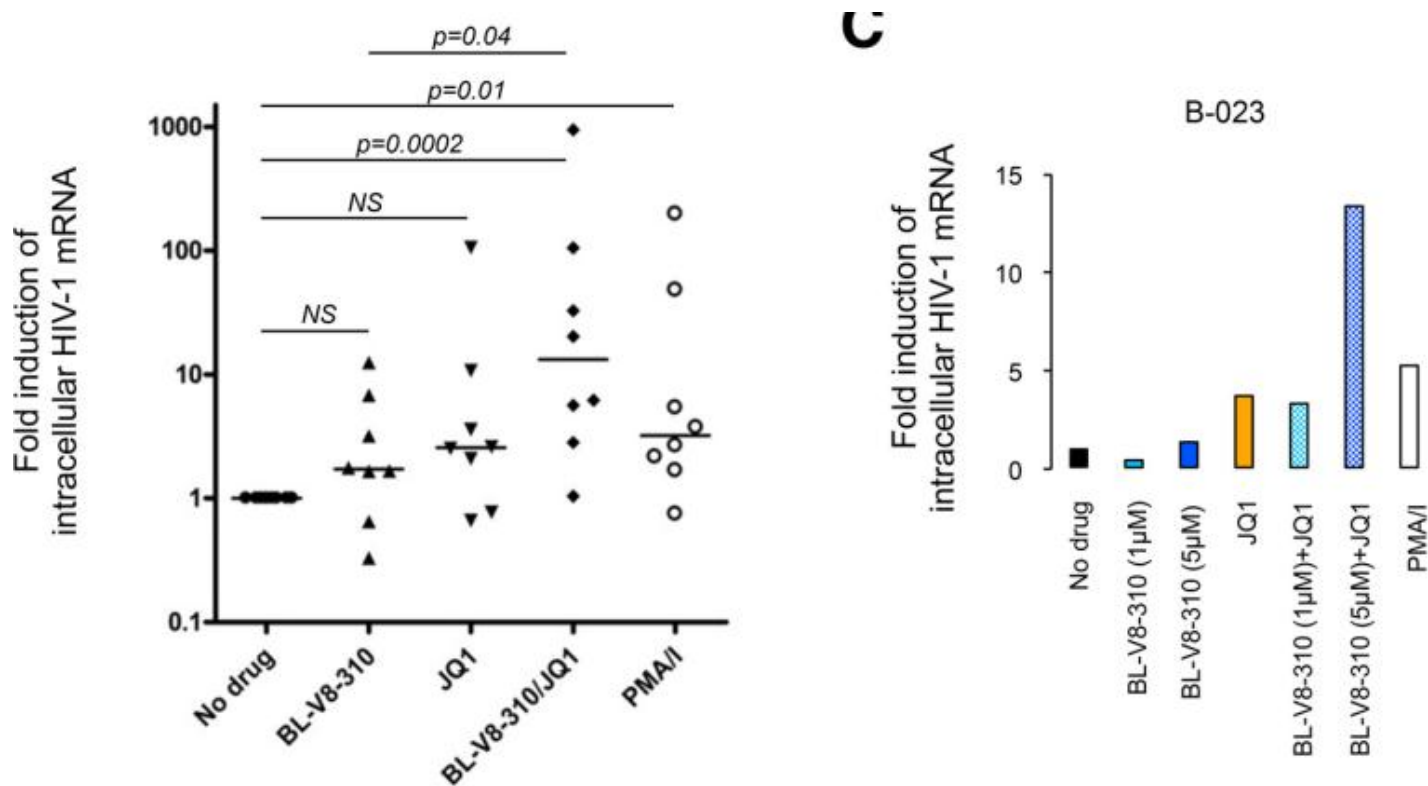 Fold induction of
intracellular HIV-1 mRNA
1000
100
10
1
0.1
p=0.04
p=0.01
p=0.0002
NS
NS
No drug
BL-V8-310
JQ1
BL-V8-310/JQ1
PMA/I
C
B-023
Fold induction of
intracellular HIV-1 mRNA
15
10
5
0
No drug
BL-V8-310 (1µM)
BL-V8-310 (5µM)
JQ1
BL-V8-310 (1µM)+JQ1
BL-V8-310 (5µM)+JQ1
PMA/I